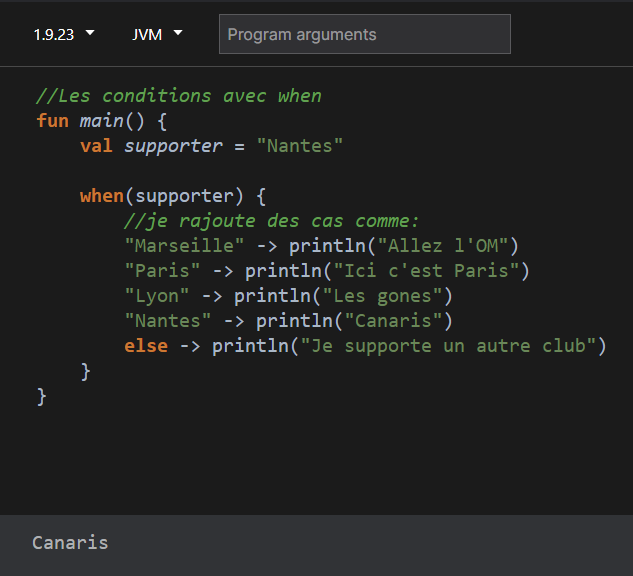 1.9.23 JVM Program arguments
//Les conditions avec when
fun main() {
    val supporter = "Nantes"
    when(supporter) {
        //je rajoute des cas comme:
        "Marseille" -> println("Allez l'OM")
        "Paris" -> println("Ici c'est Paris")
        "Lyon" -> println("Les gones")
        "Nantes" -> println("Canaris")
        else -> println("Je supporte un autre club")
    }
}
Canaris